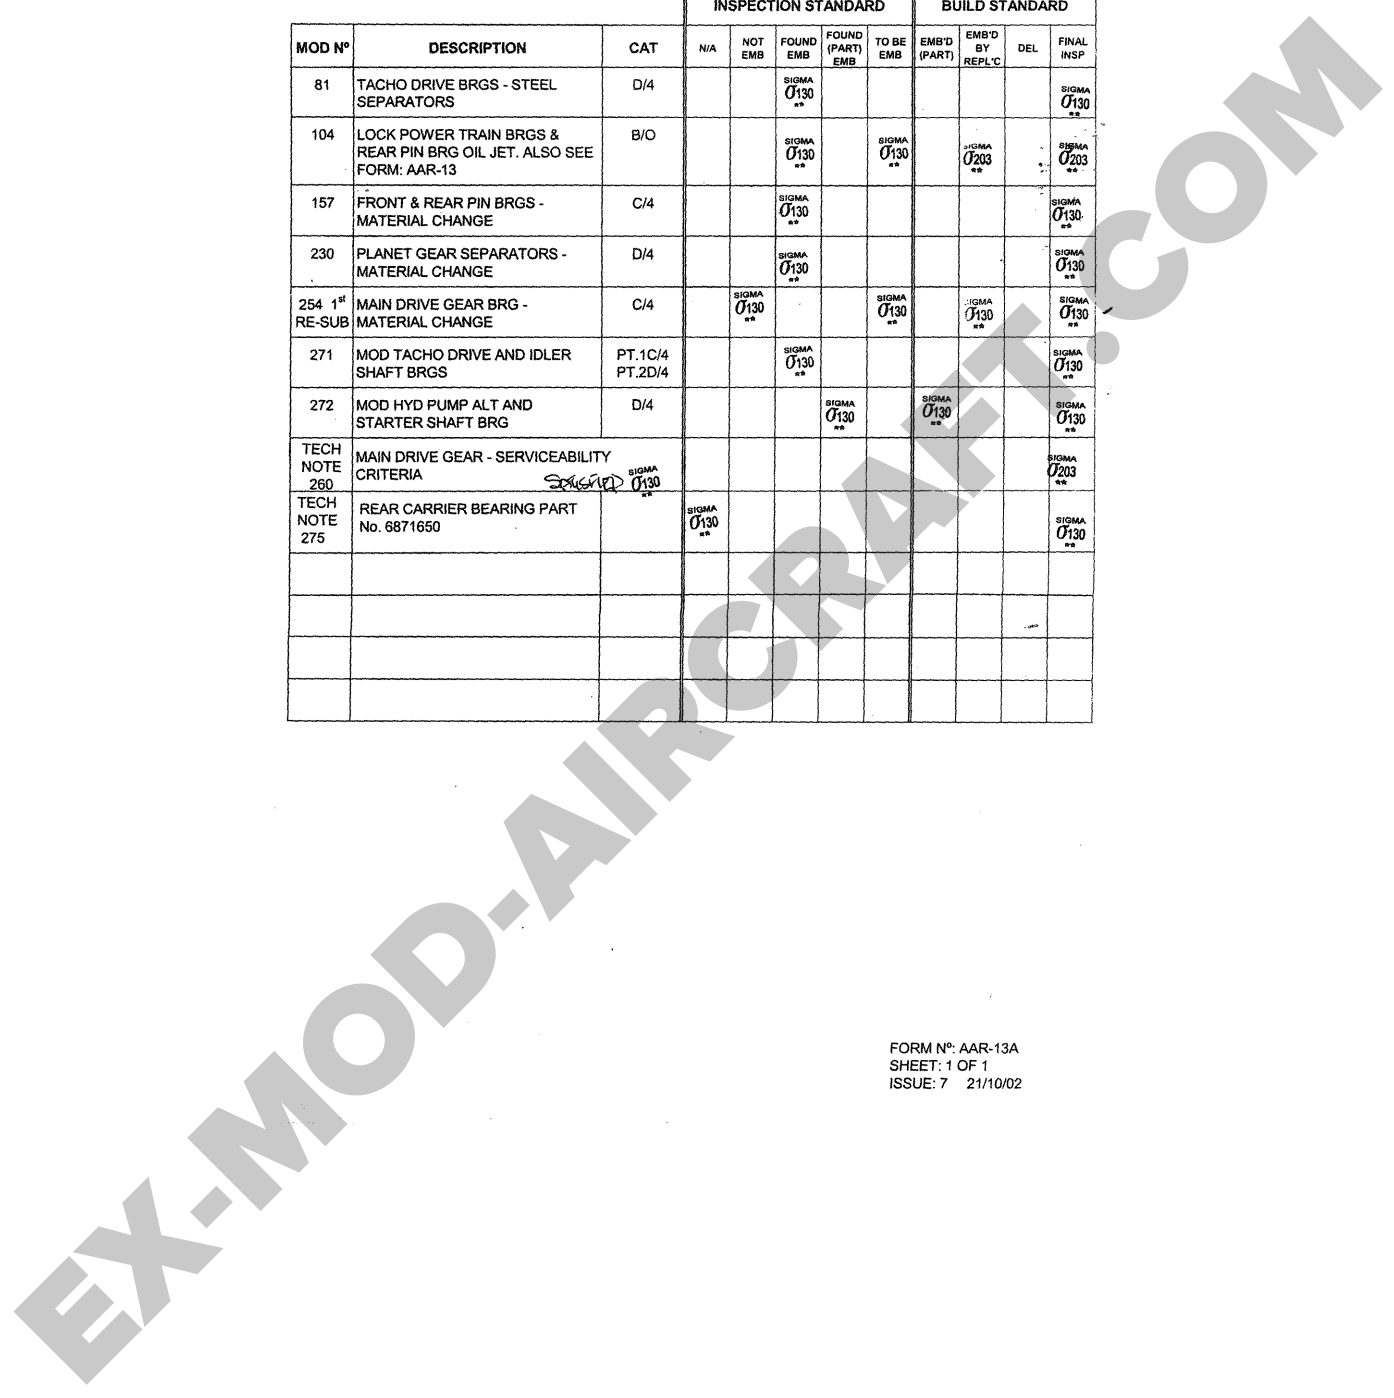 INSPECTION STANDARD BUILD STANDARD
MOD Nº DESCRIPTION CAT N/A NOT EMB FOUND EMB FOUND (PART) EMB TO BE EMB EMB'D (PART) EMB'D BY REPL'C DEL FINAL INSP
81 TACHO DRIVE BRGS - STEEL D/4 SIGMA σ130 ** SIGMA σ130 **
SEPARATORS
104 LOCK POWER TRAIN BRGS & B/O SIGMA σ130 ** SIGMA σ130 ** SIGMA σ203 ** SIGMA σ203 **
REAR PIN BRG OIL JET. ALSO SEE
FORM: AAR-13
157 FRONT & REAR PIN BRGS - C/4 SIGMA σ130 ** SIGMA σ130 **
MATERIAL CHANGE
230 PLANET GEAR SEPARATORS - D/4 SIGMA σ130 ** SIGMA σ130 **
MATERIAL CHANGE
254 1st MAIN DRIVE GEAR BRG - C/4 SIGMA σ130 ** SIGMA σ130 ** SIGMA σ130 ** SIGMA σ130 **
RE-SUB MATERIAL CHANGE
271 MOD TACHO DRIVE AND IDLER PT.1C/4 SIGMA σ130 ** SIGMA σ130 **
SHAFT BRGS PT.2D/4
272 MOD HYD PUMP ALT AND D/4 SIGMA σ130 ** SIGMA σ130 ** SIGMA σ130 **
STARTER SHAFT BRG
TECH MAIN DRIVE GEAR - SERVICEABILITY
NOTE CRITERIA SATISFIED SIGMA σ130 ** SIGMA σ203 **
260
TECH REAR CARRIER BEARING PART SIGMA σ130 ** SIGMA σ130 **
NOTE No. 6871650
275
FORM Nº: AAR-13A
SHEET: 1 OF 1
ISSUE: 7 21/10/02
EX-MOD-AIRCRAFT.COM